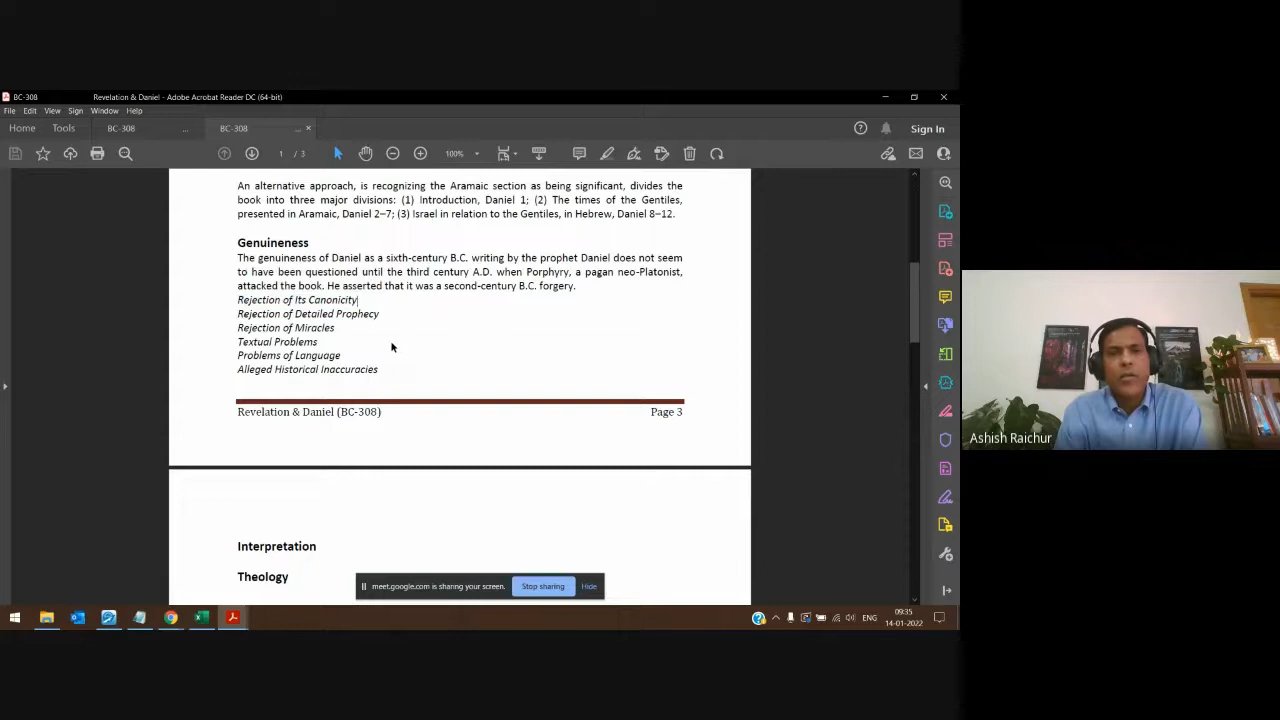 BC-308 Revelation & Daniel - Adobe Acrobat Reader DC (64-bit)
File Edit View Sign Window Help
Home Tools BC-308 ... BC-308 ... × Sign In
1 / 3 100%
An alternative approach, is recognizing the Aramaic section as being significant, divides the
book into three major divisions: (1) Introduction, Daniel 1; (2) The times of the Gentiles,
presented in Aramaic, Daniel 2–7; (3) Israel in relation to the Gentiles, in Hebrew, Daniel 8–12.
Genuineness
The genuineness of Daniel as a sixth-century B.C. writing by the prophet Daniel does not seem
to have been questioned until the third century A.D. when Porphyry, a pagan neo-Platonist,
attacked the book. He asserted that it was a second-century B.C. forgery.
Rejection of Its Canonicity
Rejection of Detailed Prophecy
Rejection of Miracles
Textual Problems
Problems of Language
Alleged Historical Inaccuracies
Revelation & Daniel (BC-308) Page 3
Interpretation
Theology
meet.google.com is sharing your screen. Stop sharing Hide
ENG 09:35
14-01-2022
Ashish Raichur